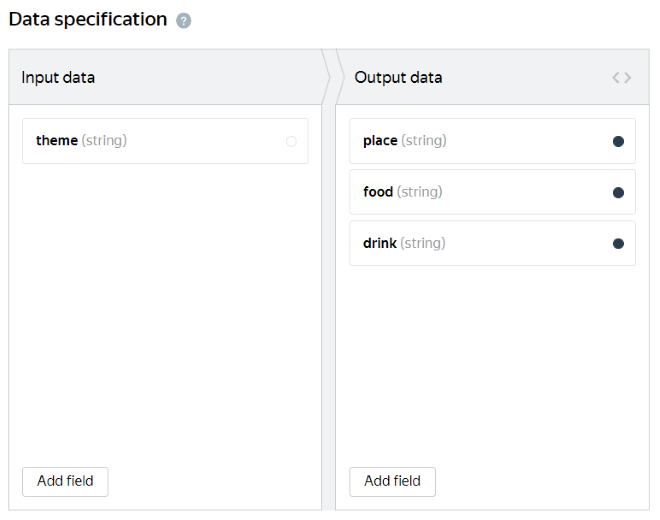 Data specification ?
Input data
Output data <>
theme (string)
place (string)
food (string)
drink (string)
Add field
Add field